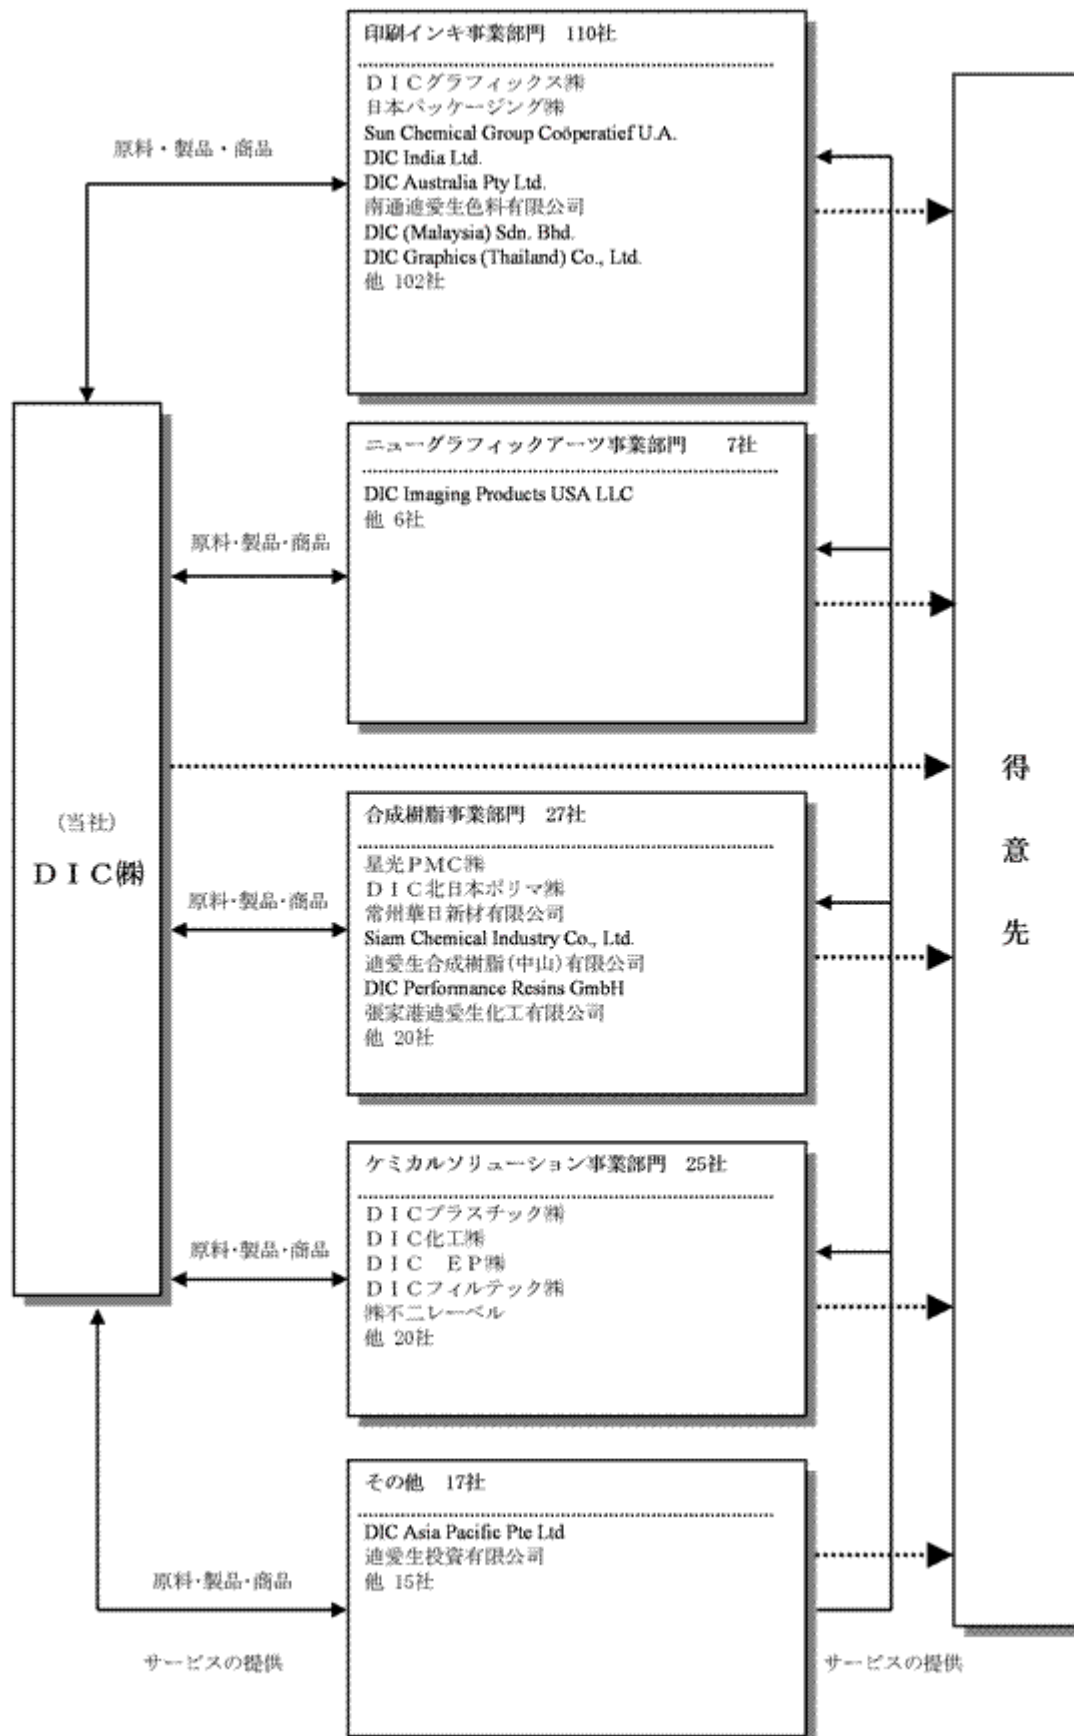 印刷インキ事業部門　110社
ＤＩＣグラフィックス㈱
日本パッケージング㈱
Sun Chemical Group Coöperatief U.A.
DIC India Ltd.
DIC Australia Pty Ltd.
南通迪愛生色料有限公司
DIC (Malaysia) Sdn. Bhd.
DIC Graphics (Thailand) Co., Ltd.
他 102社
原料・製品・商品
ニューグラフィックアーツ事業部門　7社
DIC Imaging Products USA LLC
他 6社
原料・製品・商品
(当社)
ＤＩＣ㈱
合成樹脂事業部門　27社
星光ＰＭＣ㈱
ＤＩＣ北日本ポリマ㈱
常州華日新材有限公司
Siam Chemical Industry Co., Ltd.
迪愛生合成樹脂(中山)有限公司
DIC Performance Resins GmbH
張家港迪愛生化工有限公司
他 20社
原料・製品・商品
ケミカルソリューション事業部門　25社
ＤＩＣプラスチック㈱
ＤＩＣ化工㈱
ＤＩＣ　ＥＰ㈱
ＤＩＣフィルテック㈱
㈱不二レーベル
他 20社
原料・製品・商品
その他　17社
DIC Asia Pacific Pte Ltd
迪愛生投資有限公司
他 15社
原料・製品・商品
サービスの提供
サービスの提供
得意先